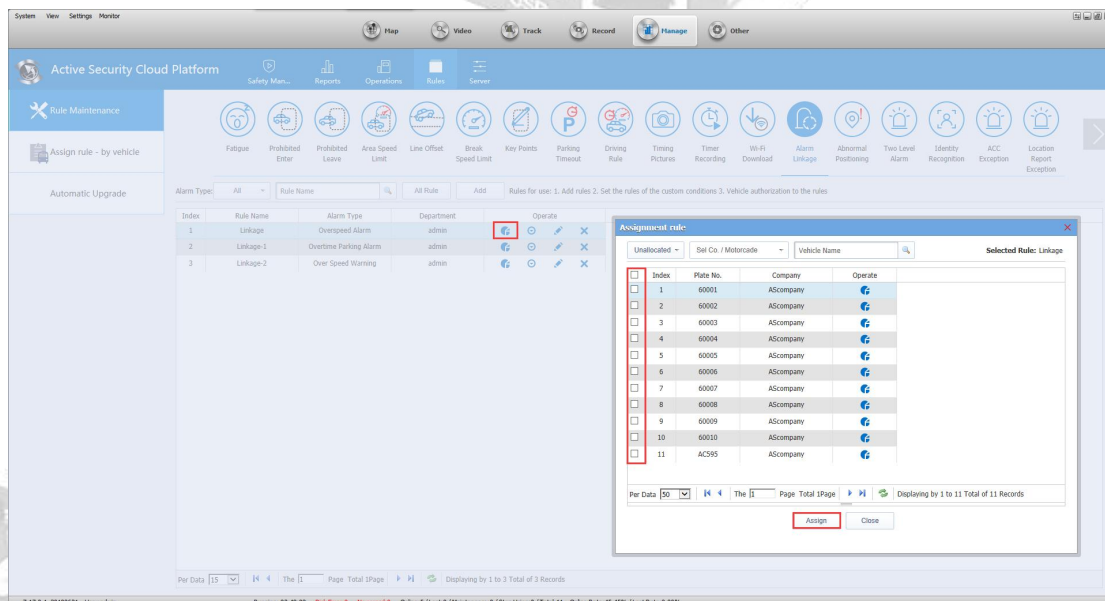 System View Settings Monitor
Map Video Track Record Manage Other
Active Security Cloud Platform
Safety Man... Reports Operations Rules Server
Rule Maintenance
Assign rule - by vehicle
Automatic Upgrade
Fatigue Prohibited Enter Prohibited Leave Area Speed Limit Line Offset Break Speed Limit Key Points Parking Timeout Driving Rule Timing Pictures Timer Recording Wi-Fi Download Alarm Linkage Abnormal Positioning Two Level Alarm Identity Recognition ACC Exception Location Report Exception
Alarm Type: All Rule Name All Rule Add Rules for use: 1. Add rules 2. Set the rules of the custom conditions 3. Vehicle authorization to the rules
Index Rule Name Alarm Type Department Operate
1 Linkage Overspeed Alarm admin
2 Linkage-1 Overtime Parking Alarm admin
3 Linkage-2 Over Speed Warning admin
Assignment rule
Unallocated Sel Co. / Motorcade Vehicle Name Selected Rule: Linkage
Index Plate No. Company Operate
1 60001 AScompany
2 60002 AScompany
3 60003 AScompany
4 60004 AScompany
5 60005 AScompany
6 60006 AScompany
7 60007 AScompany
8 60008 AScompany
9 60009 AScompany
10 60010 AScompany
11 AC595 AScompany
Per Data 50 The 1 Page Total 1Page Displaying by 1 to 11 Total of 11 Records
Assign Close
Per Data 15 The 1 Page Total 1Page Displaying by 1 to 3 Total of 3 Records